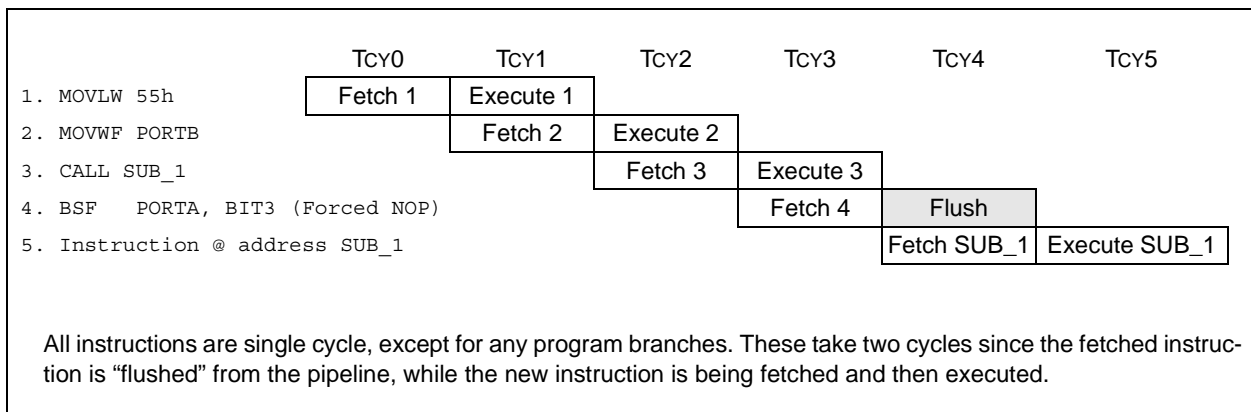 TCY0 TCY1 TCY2 TCY3 TCY4 TCY5
1. MOVLW 55h Fetch 1 Execute 1
2. MOVWF PORTB Fetch 2 Execute 2
3. CALL SUB_1 Fetch 3 Execute 3
4. BSF PORTA, BIT3 (Forced NOP) Fetch 4 Flush
5. Instruction @ address SUB_1 Fetch SUB_1 Execute SUB_1
All instructions are single cycle, except for any program branches. These take two cycles since the fetched instruc-
tion is “flushed” from the pipeline, while the new instruction is being fetched and then executed.